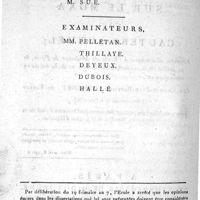 M. SUE.
EXAMINATEURS,
MM. PELLETAN.
THILLAYE.
DEYEUX.
DUBOIS.
HALLÉ
Par délibération du 19 frimaire an 7, l'Ecole a arrêté que les opinions
émises dans les dissertations qui lui sont présentées doivent être considérées